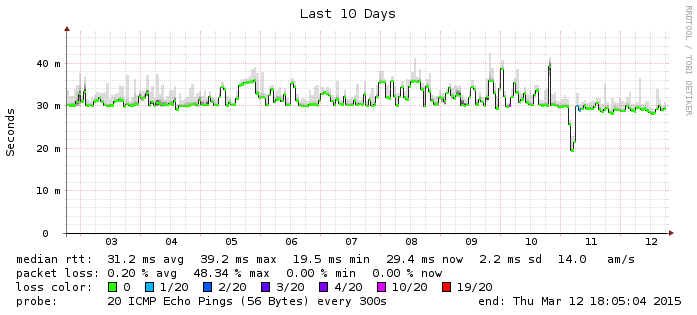 Last 10 Days
RRDTOOL / TOBI OETIKER
Seconds
40 m
30 m
20 m
10 m
0
03 04 05 06 07 08 09 10 11 12
median rtt: 31.2 ms avg 39.2 ms max 19.5 ms min 29.4 ms now 2.2 ms sd 14.0 am/s
packet loss: 0.20 % avg 48.34 % max 0.00 % min 0.00 % now
loss color: 0 1/20 2/20 3/20 4/20 10/20 19/20
probe: 20 ICMP Echo Pings (56 Bytes) every 300s end: Thu Mar 12 18:05:04 2015